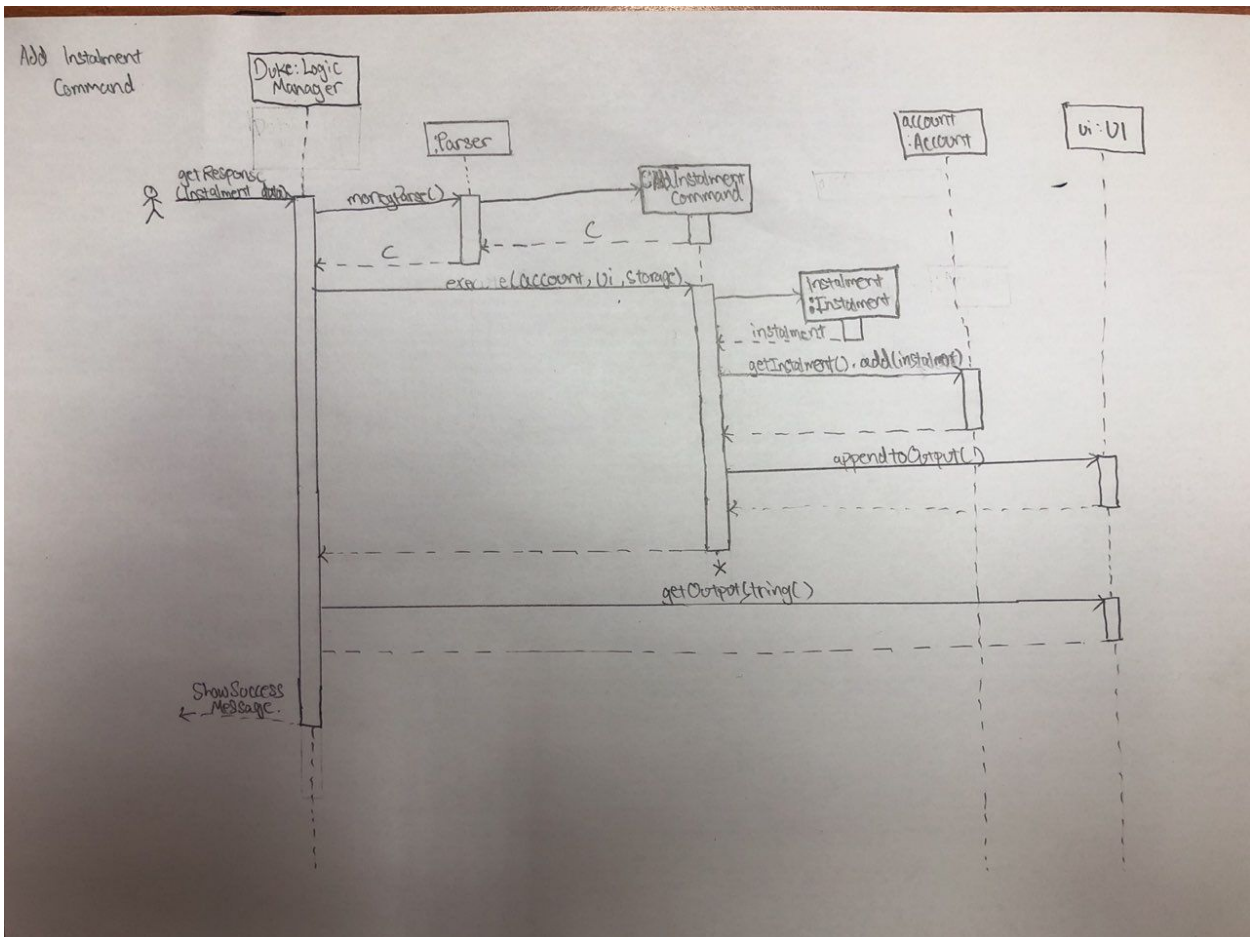 Add Instalment
Command
Duke:Logic
Manager
:Parser
account
:Account
ui:UI
getResponse
(Instalment data)
moneyParse()
:AddInstalment
Command
C
C
execute(account, Ui, Storage)
Instalment
:Instalment
instalment
getInstalment().add(instalment)
appendtoOutput()
getOutputString()
ShowSuccess
Message.